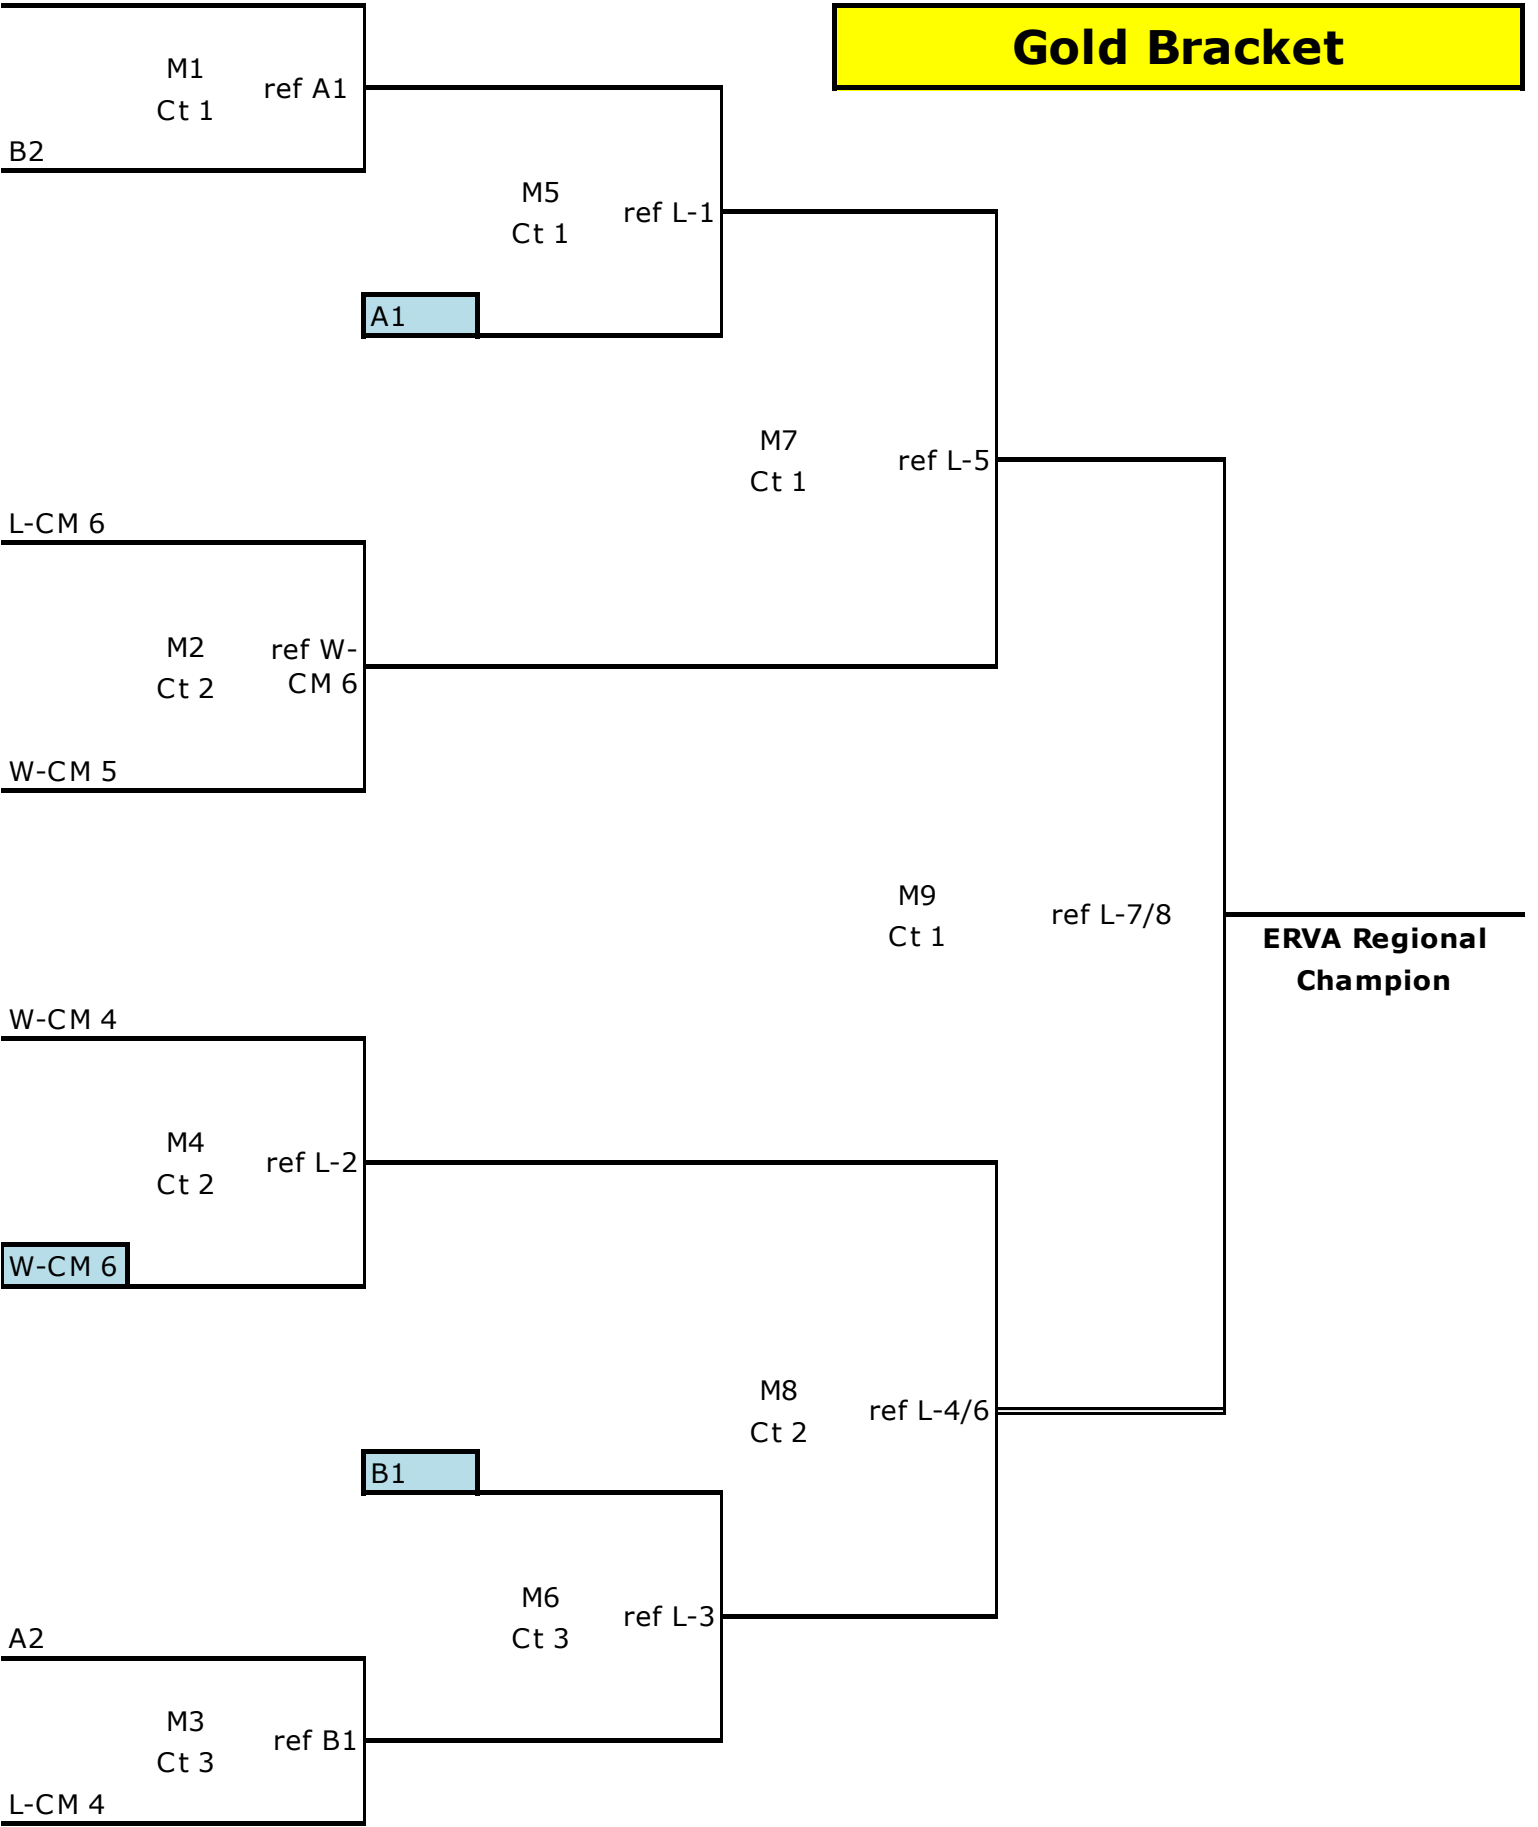 Gold Bracket
M1
ref A1
Ct 1
B2
M5
ref L-1
Ct 1
A1
M7
ref L-5
Ct 1
L-CM 6
M2
ref W-
CM 6
Ct 2
W-CM 5
M9
ref L-7/8
Ct 1
ERVA Regional
Champion
W-CM 4
M4
ref L-2
Ct 2
W-CM 6
M8
ref L-4/6
Ct 2
B1
M6
ref L-3
Ct 3
A2
M3
ref B1
Ct 3
L-CM 4